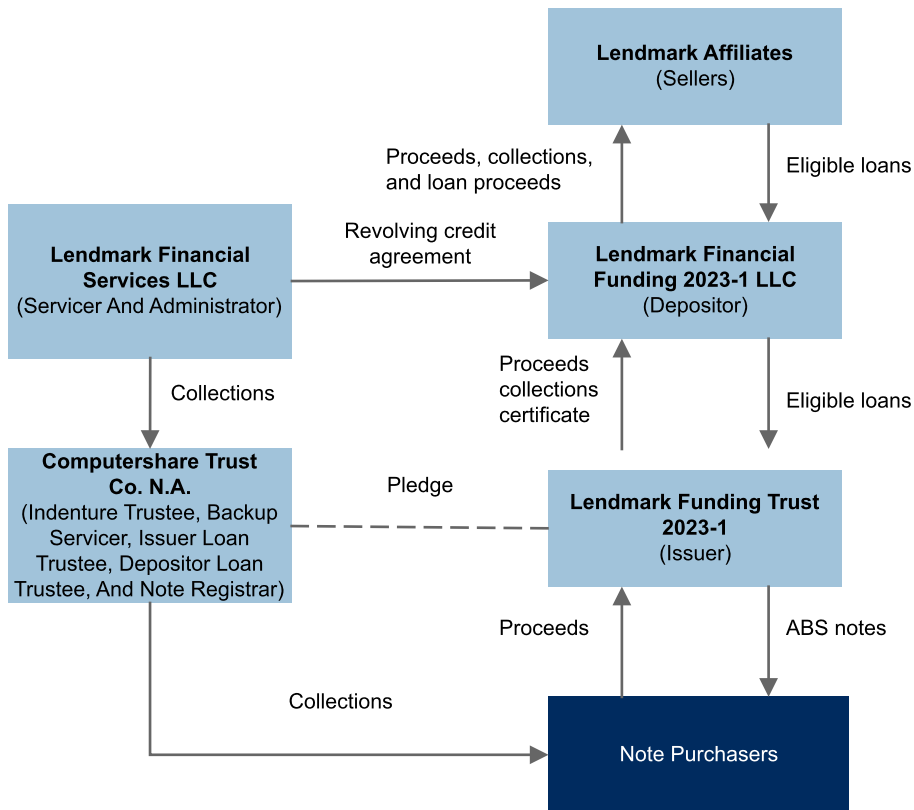 Lendmark Affiliates
(Sellers)
Proceeds, collections,
and loan proceeds
Eligible loans
Lendmark Financial
Services LLC
(Servicer And Administrator)
Revolving credit
agreement
Lendmark Financial
Funding 2023-1 LLC
(Depositor)
Collections
Proceeds
collections
certificate
Eligible loans
Computershare Trust
Co. N.A.
(Indenture Trustee, Backup
Servicer, Issuer Loan
Trustee, Depositor Loan
Trustee, And Note Registrar)
Pledge
Lendmark Funding Trust
2023-1
(Issuer)
Proceeds
ABS notes
Collections
Note Purchasers